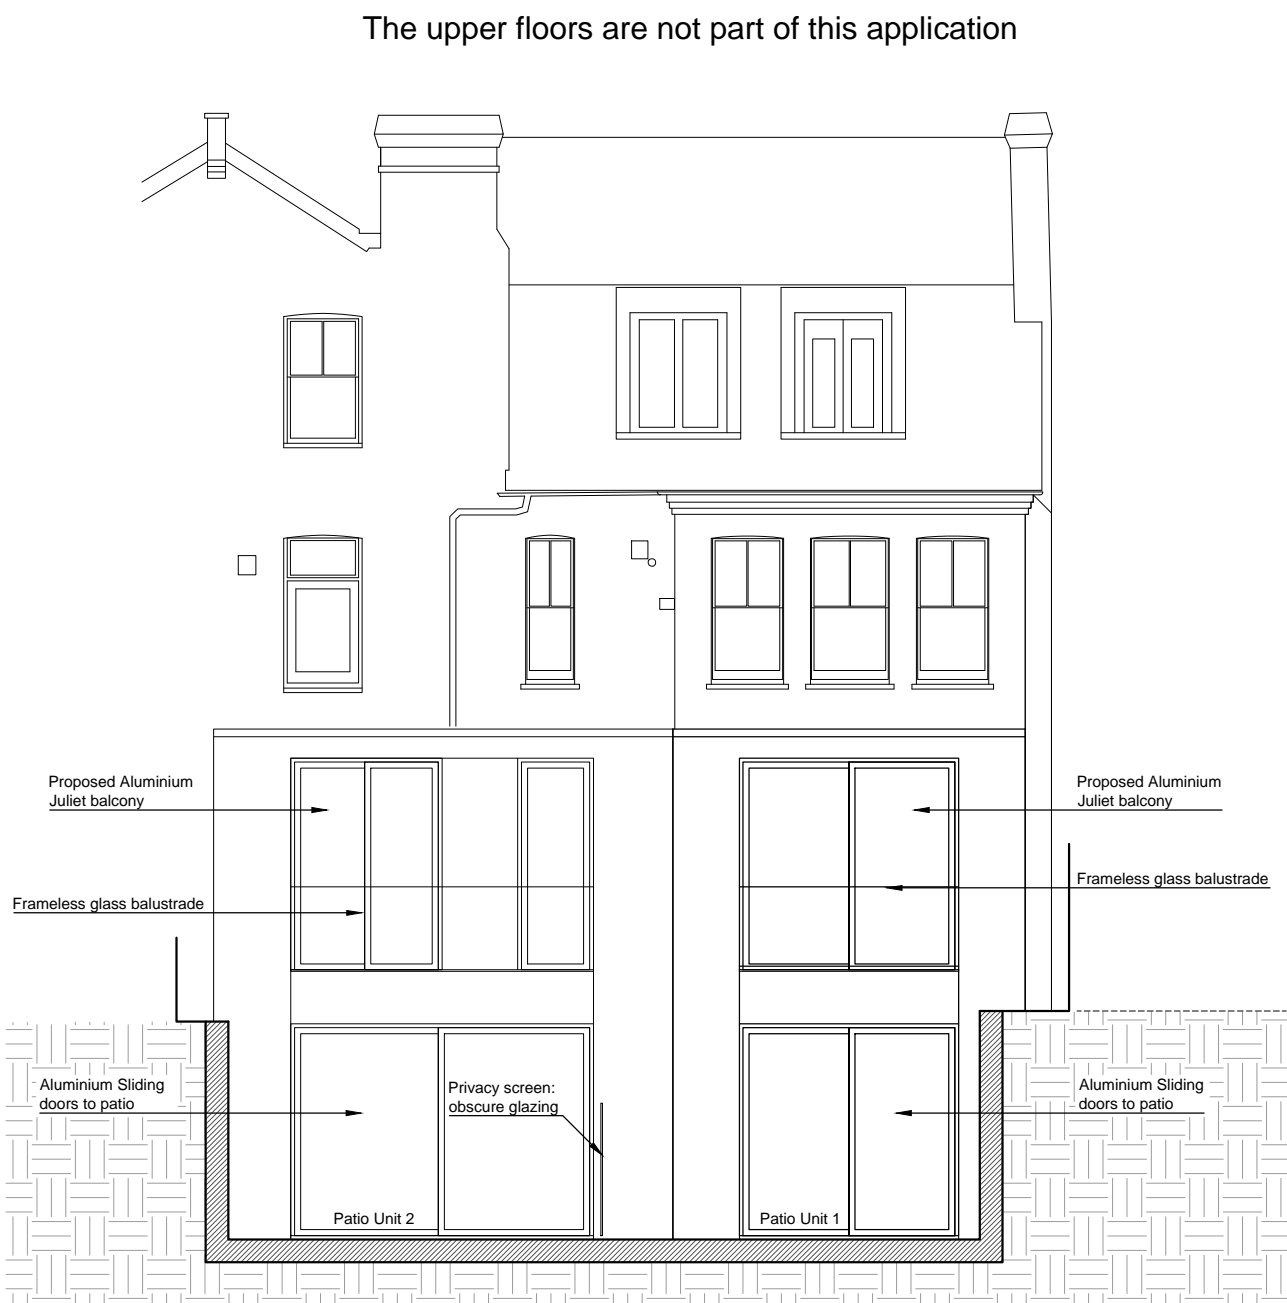 The upper floors are not part of this application
Proposed Aluminium
Juliet balcony
Proposed Aluminium
Juliet balcony
Frameless glass balustrade
Frameless glass balustrade
Aluminium Sliding
doors to patio
Privacy screen:
obscure glazing
Aluminium Sliding
doors to patio
Patio Unit 2
Patio Unit 1